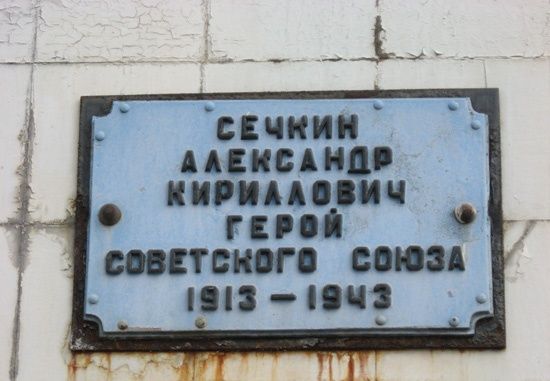 СЕЧКИН
АЛЕКСАНДР
КИРИЛЛОВИЧ
ГЕРОЙ
СОВЕТСКОГО СОЮЗА
1913 — 1943